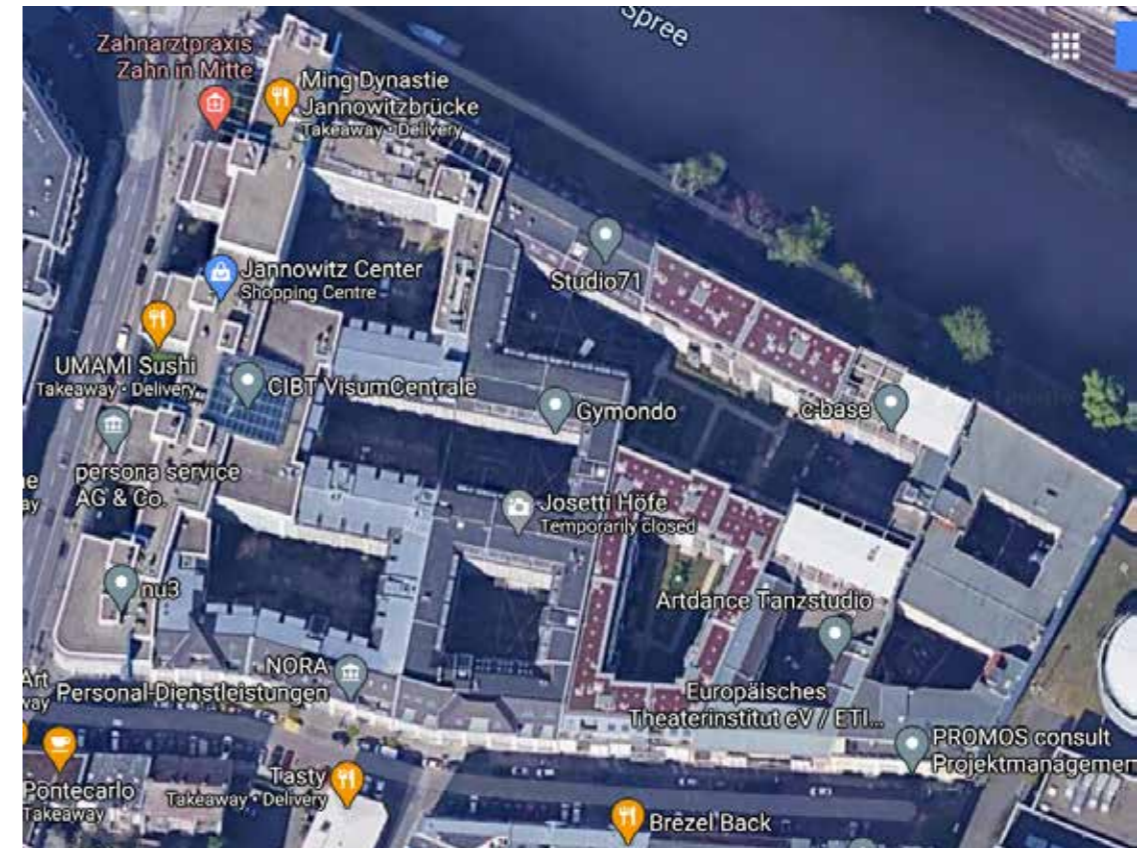 Spree
Zahnarztpraxis
Zahn in Mitte
Ming Dynastie
Jannowitzbrücke
Takeaway • Delivery
Studio71
Jannowitz Center
Shopping Centre
UMAMI Sushi
Takeaway • Delivery
CIBT VisumCentrale
Gymondo
c-base
persona service
AG & Co.
Josetti Höfe
Temporarily closed
nu3
Artdance Tanzstudio
NORA
Personal-Dienstleistungen
Europäisches
Theaterinstitut eV / ETI...
PROMOS consult
Projektmanagemen
Tasty
Takeaway • Delivery
Pontecarlo
Takeaway
Brezel Back